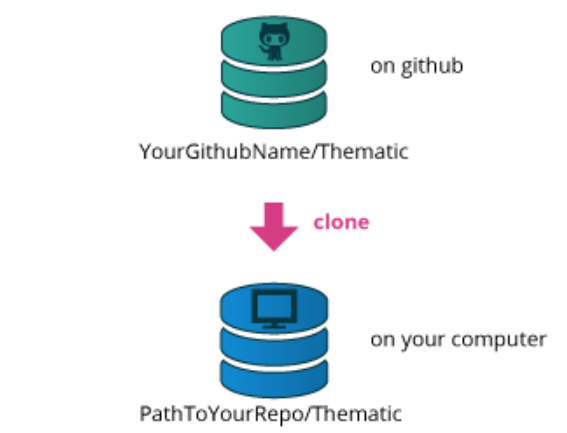 on github
YourGithubName/Thematic
clone
on your computer
PathToYourRepo/Thematic